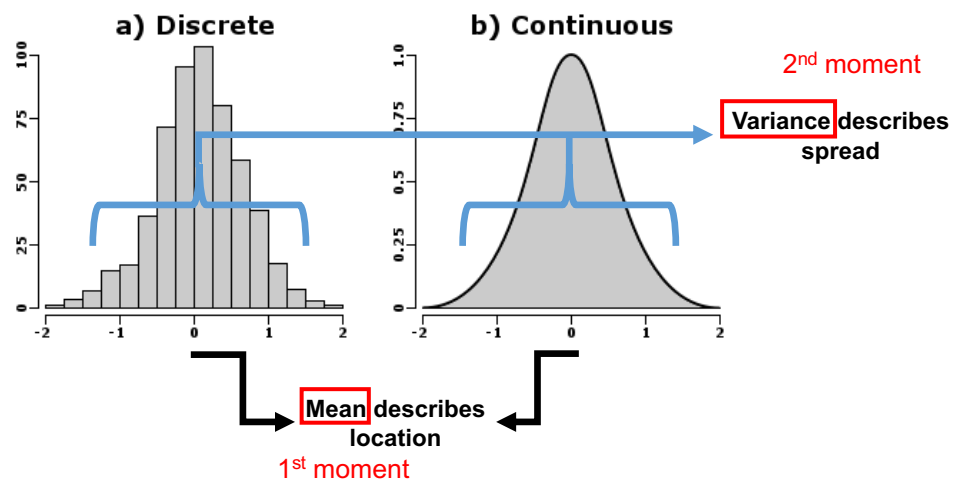 a) Discrete
b) Continuous
100
75
50
25
0
-2 -1 0 1 2
1.0
0.75
0.5
0.25
0
-2 -1 0 1 2
2nd moment
Variance describes
spread
Mean describes
location
1st moment